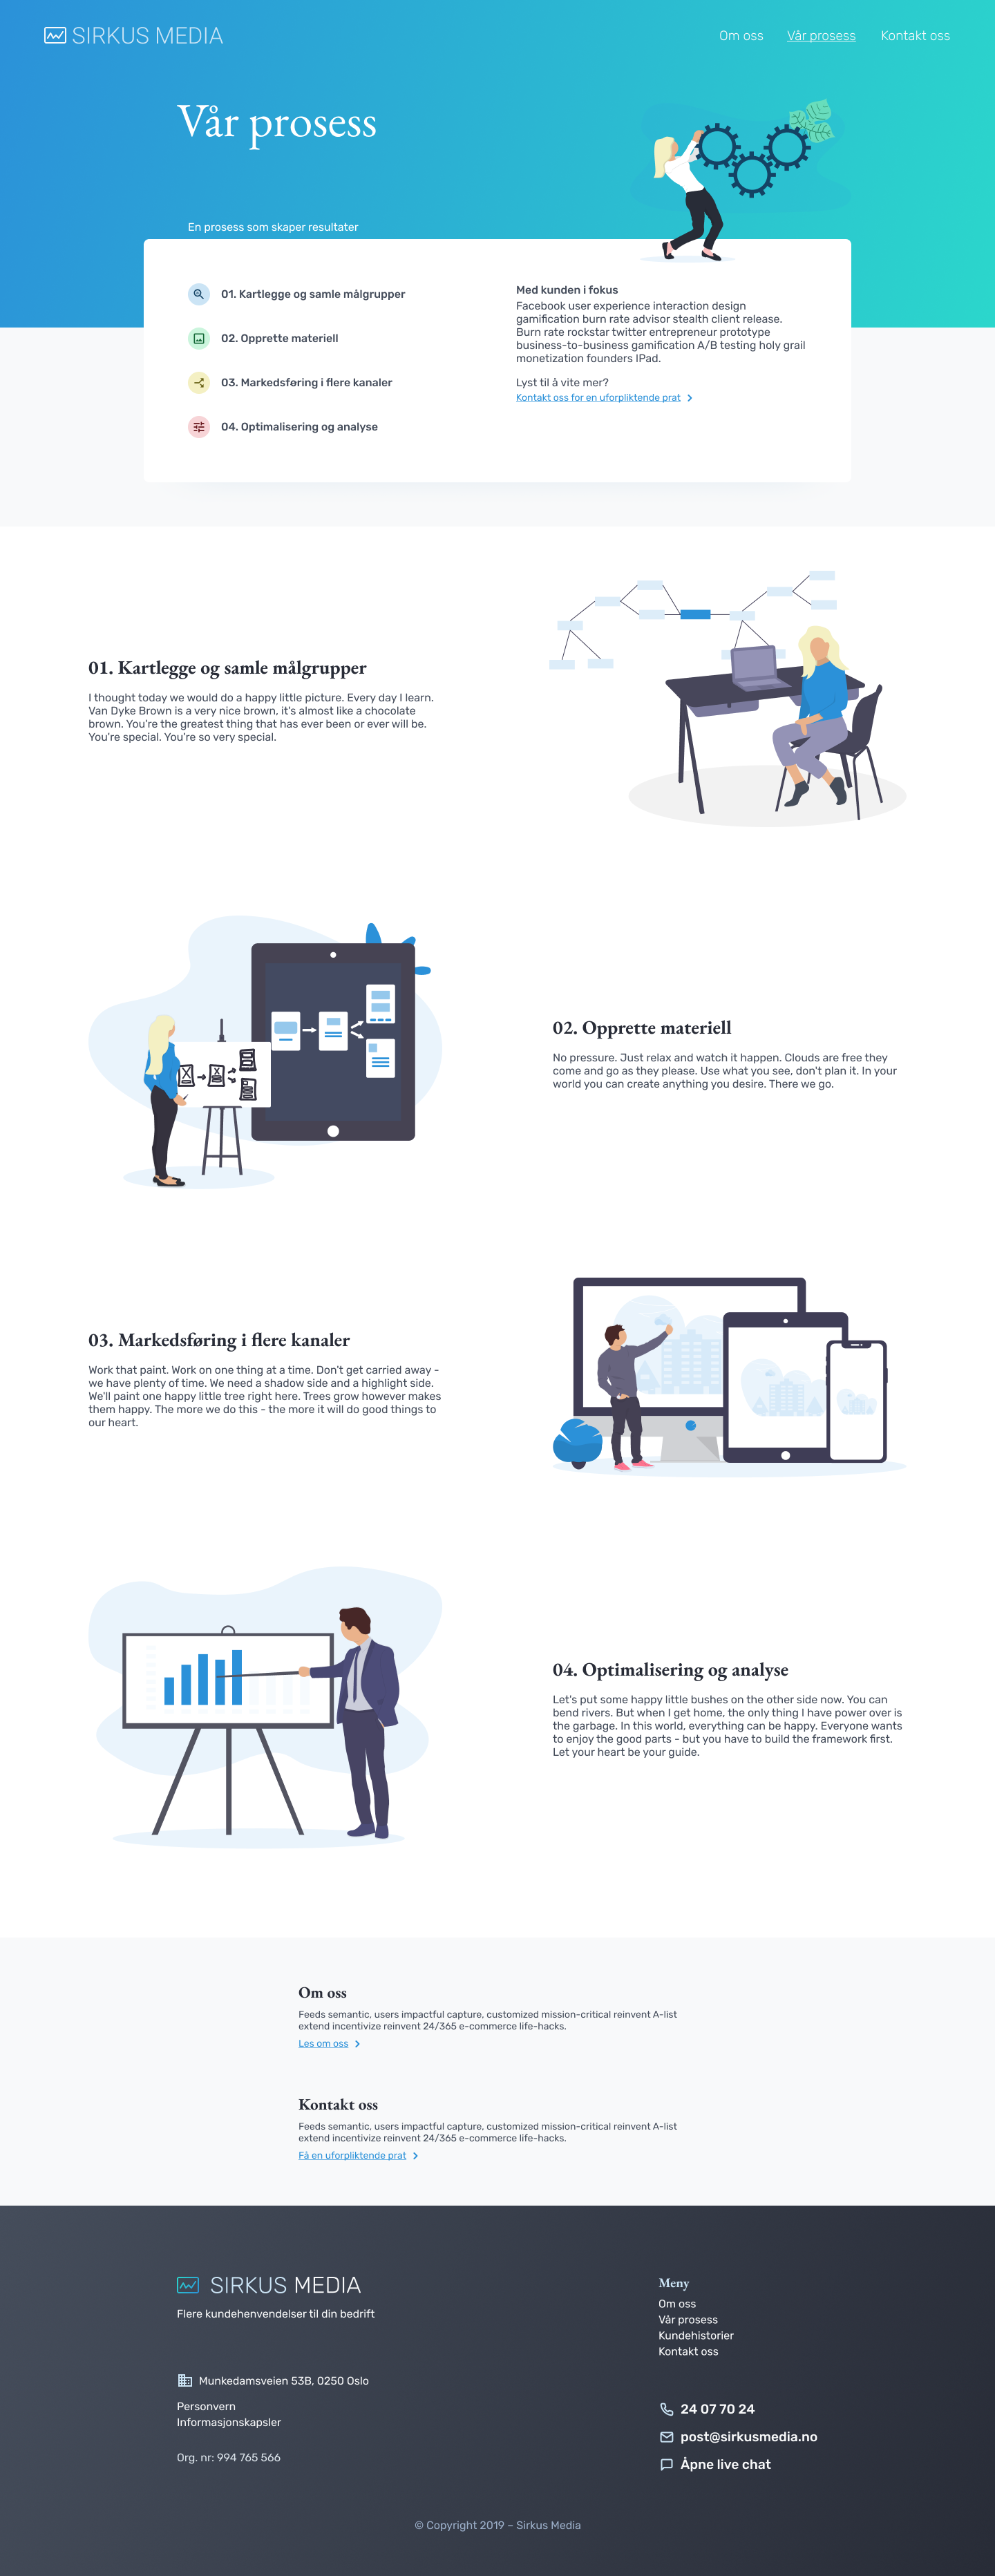 SIRKUS MEDIA
Om oss
Vår prosess
Kontakt oss
Vår prosess
En prosess som skaper resultater
01. Kartlegge og samle målgrupper
02. Opprette materiell
03. Markedsføring i flere kanaler
04. Optimalisering og analyse
Med kunden i fokus
Facebook user experience interaction design
gamification burn rate advisor stealth client release.
Burn rate rockstar twitter entrepreneur prototype
business-to-business gamification A/B testing holy grail
monetization founders IPad.
Lyst til å vite mer?
Kontakt oss for en uforpliktende prat
01. Kartlegge og samle målgrupper
I thought today we would do a happy little picture. Every day I learn.
Van Dyke Brown is a very nice brown, it's almost like a chocolate
brown. You're the greatest thing that has ever been or ever will be.
You're special. You're so very special.
02. Opprette materiell
No pressure. Just relax and watch it happen. Clouds are free they
come and go as they please. Use what you see, don't plan it. In your
world you can create anything you desire. There we go.
03. Markedsføring i flere kanaler
Work that paint. Work on one thing at a time. Don't get carried away -
we have plenty of time. We need a shadow side and a highlight side.
We'll paint one happy little tree right here. Trees grow however makes
them happy. The more we do this - the more it will do good things to
our heart.
04. Optimalisering og analyse
Let's put some happy little bushes on the other side now. You can
bend rivers. But when I get home, the only thing I have power over is
the garbage. In this world, everything can be happy. Everyone wants
to enjoy the good parts - but you have to build the framework first.
Let your heart be your guide.
Om oss
Feeds semantic, users impactful capture, customized mission-critical reinvent A-list
extend incentivize reinvent 24/365 e-commerce life-hacks.
Les om oss
Kontakt oss
Feeds semantic, users impactful capture, customized mission-critical reinvent A-list
extend incentivize reinvent 24/365 e-commerce life-hacks.
Få en uforpliktende prat
SIRKUS MEDIA
Flere kundehenvendelser til din bedrift
Munkedamsveien 53B, 0250 Oslo
Personvern
Informasjonskapsler
Org. nr: 994 765 566
Meny
Om oss
Vår prosess
Kundehistorier
Kontakt oss
24 07 70 24
post@sirkusmedia.no
Åpne live chat
© Copyright 2019 – Sirkus Media